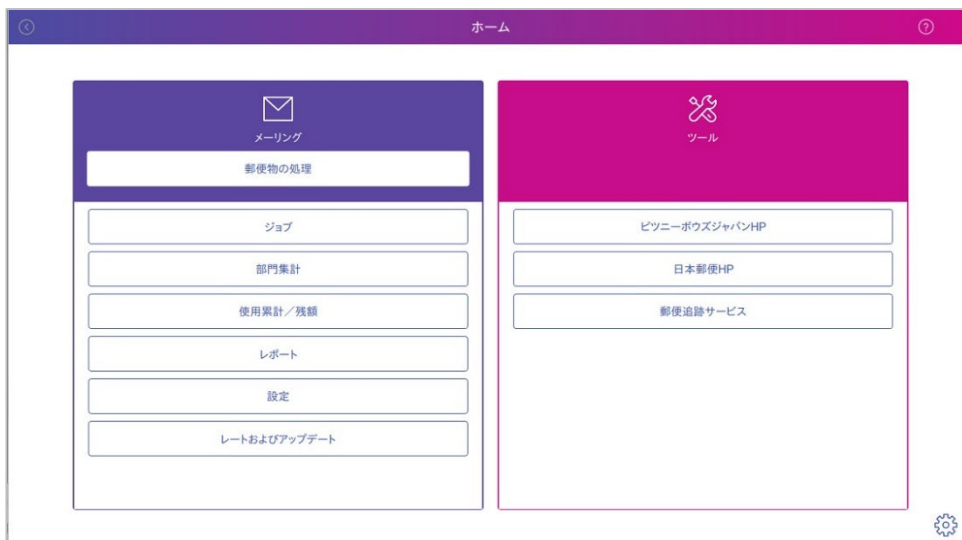 ホーム
メーリング
郵便物の処理
ジョブ
部門集計
使用累計／残額
レポート
設定
レートおよびアップデート
ツール
ピツニーボウズジャパンHP
日本郵便HP
郵便追跡サービス